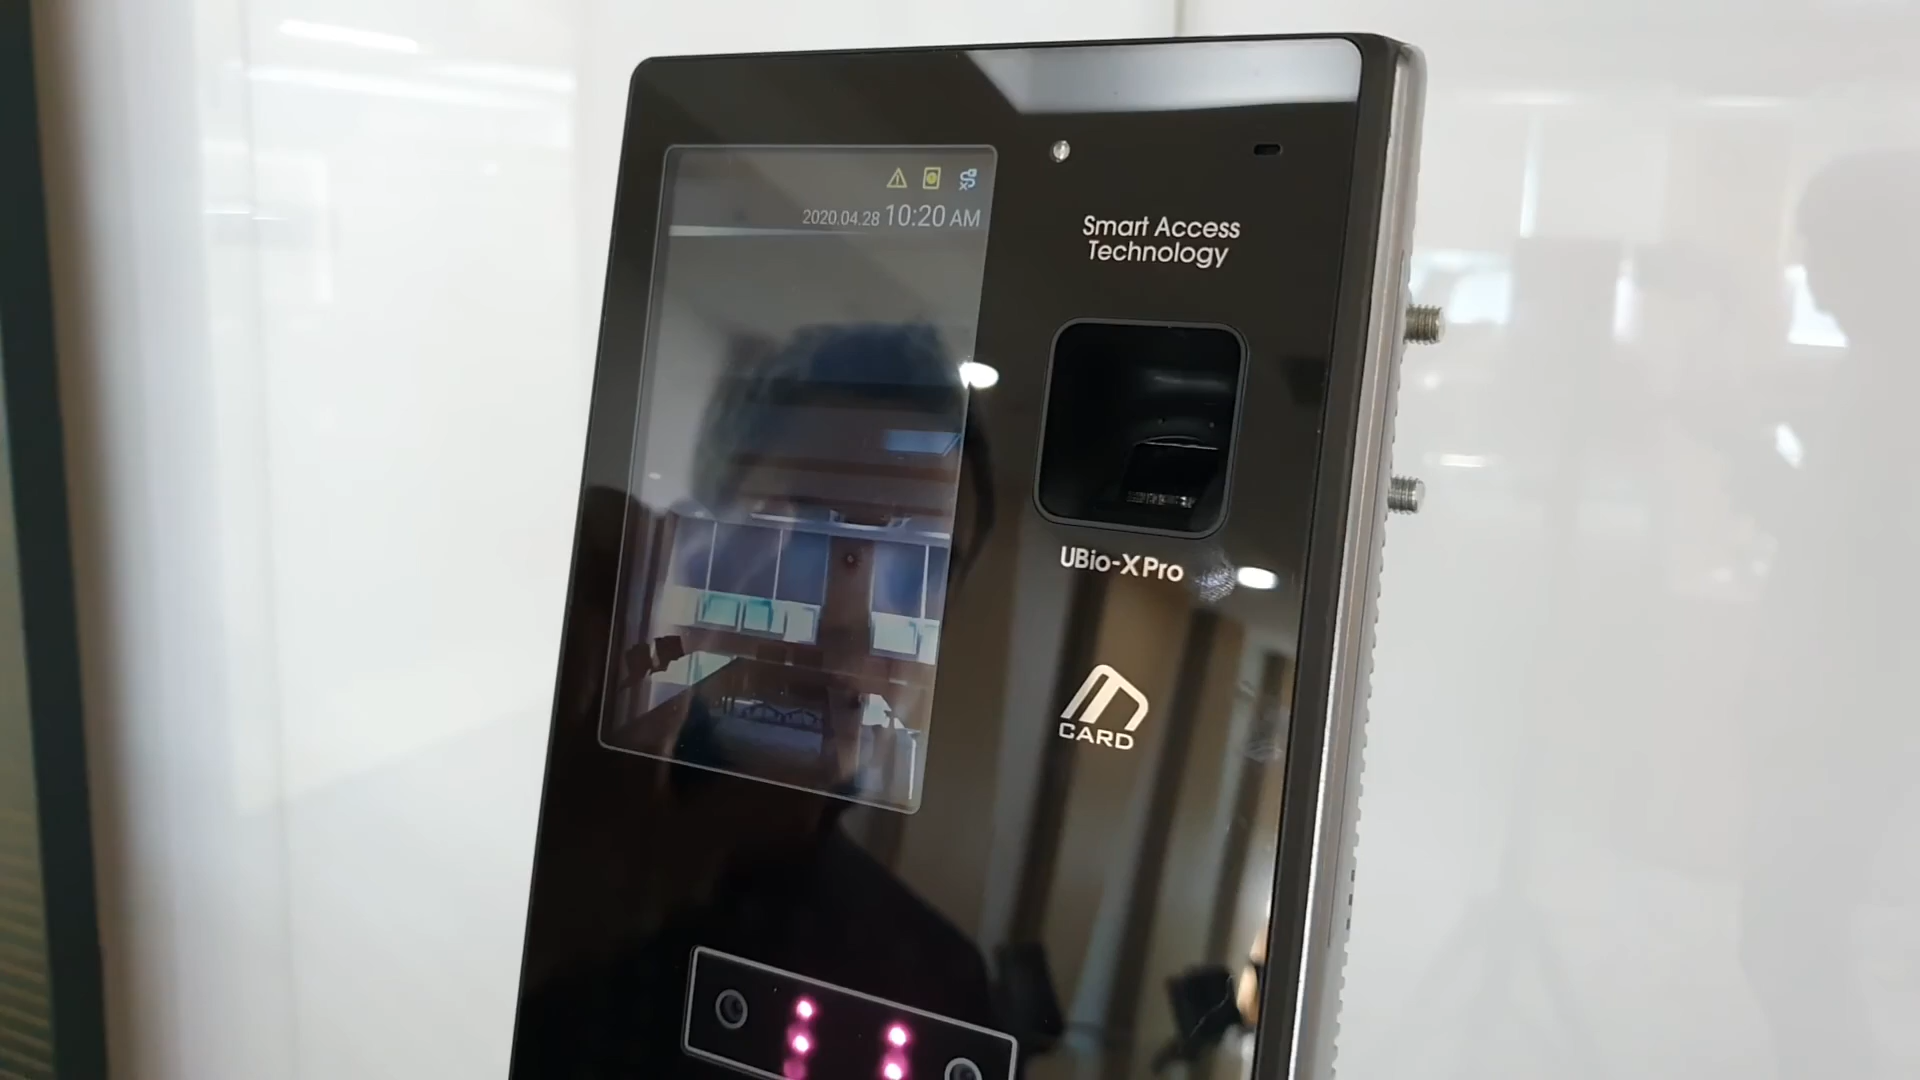 2020.04.28 10:20 AM
Smart Access
Technology
UBio-X Pro
CARD